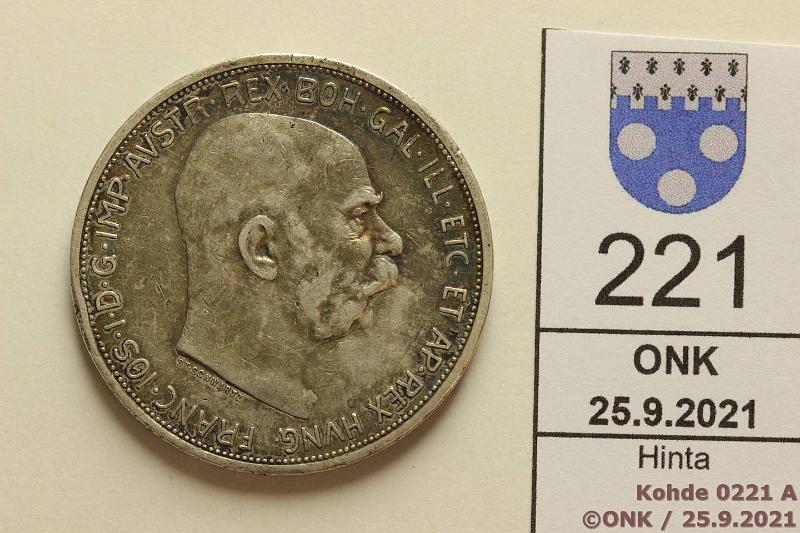 FRANC·IOS·I·D·G·IMP·AVSTR·REX·BOH·GAL·ILL·ETC·ET AP·REX HVNG.
221
ONK
25.9.2021
Hinta
Kohde 0221 A
©ONK / 25.9.2021